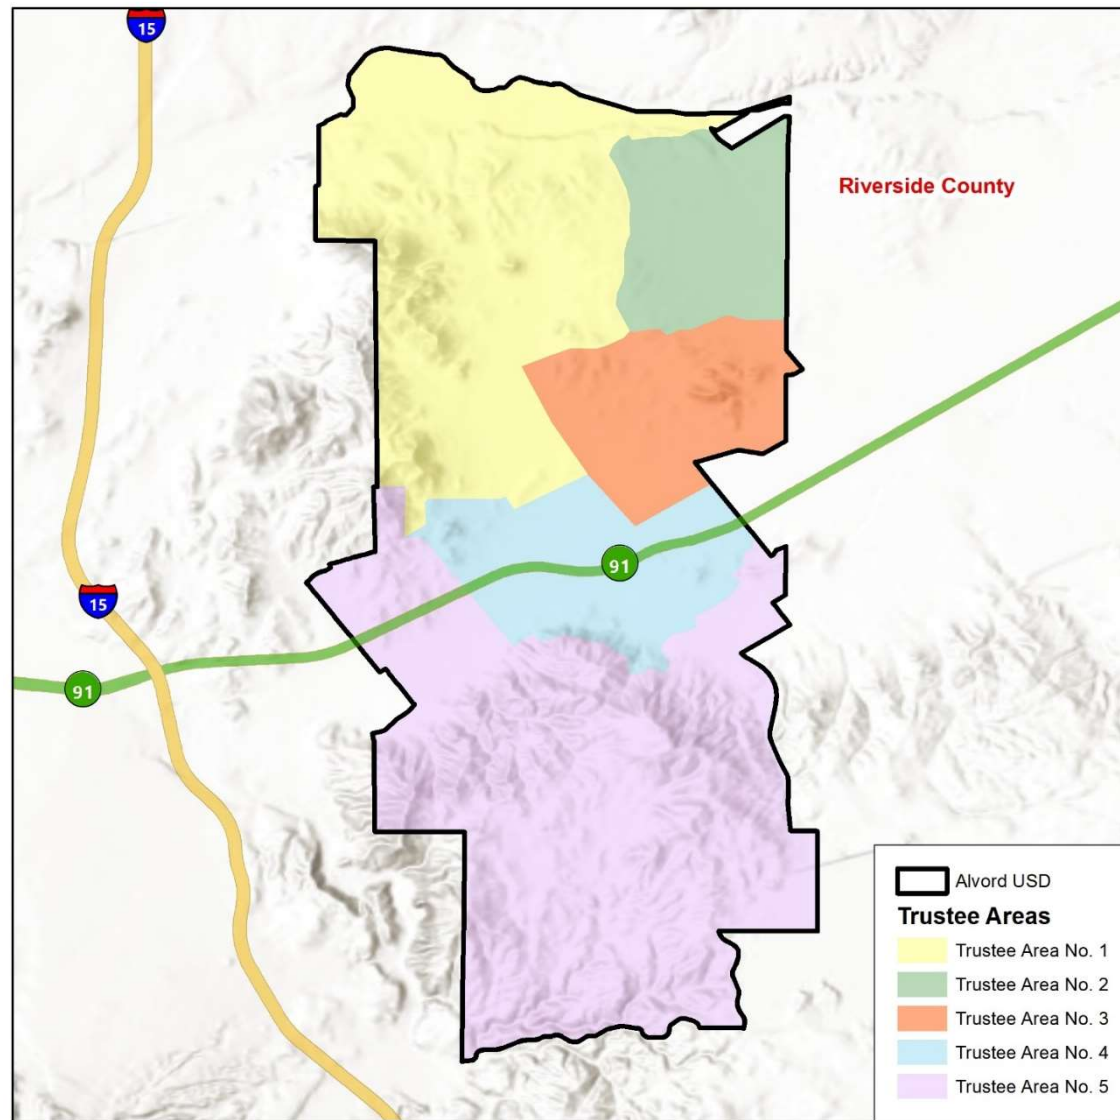 15
Riverside County
91
15
91
Alvord USD
Trustee Areas
Trustee Area No. 1
Trustee Area No. 2
Trustee Area No. 3
Trustee Area No. 4
Trustee Area No. 5